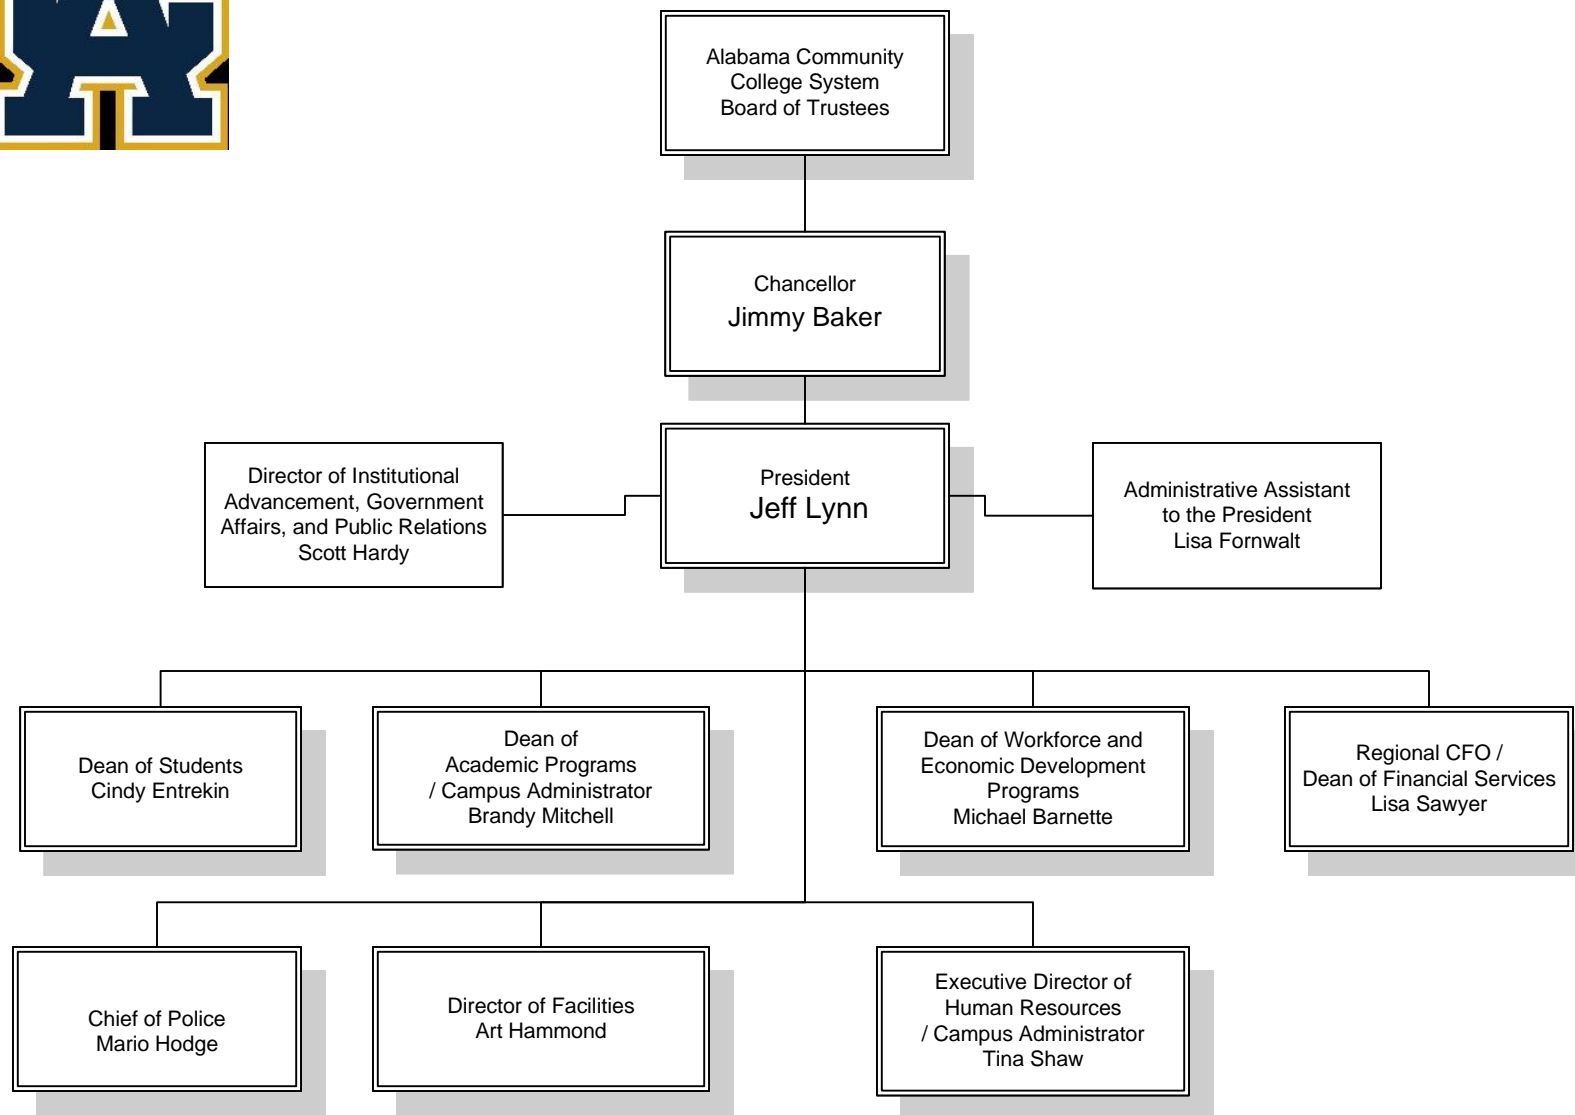 Alabama Community
College System
Board of Trustees
Chancellor
Jimmy Baker
President
Jeff Lynn
Director of Institutional
Advancement, Government
Affairs, and Public Relations
Scott Hardy
Administrative Assistant
to the President
Lisa Fornwalt
Dean of Students
Cindy Entrekin
Dean of
Academic Programs
/ Campus Administrator
Brandy Mitchell
Dean of Workforce and
Economic Development
Programs
Michael Barnette
Regional CFO /
Dean of Financial Services
Lisa Sawyer
Chief of Police
Mario Hodge
Director of Facilities
Art Hammond
Executive Director of
Human Resources
/ Campus Administrator
Tina Shaw